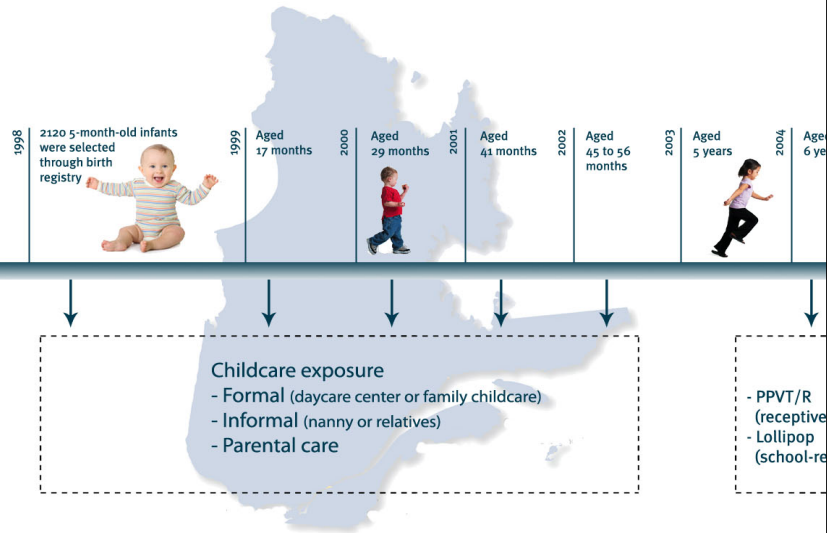 1998
2120 5-month-old infants
were selected
through birth
registry
1999
Aged
17 months
2000
Aged
29 months
2001
Aged
41 months
2002
Aged
45 to 56
months
2003
Aged
5 years
2004
6
Childcare exposure
- Formal (daycare center or family childcare)
- Informal (nanny or relatives)
- Parental care
- PPVT/R
(receptive
- Lollipop